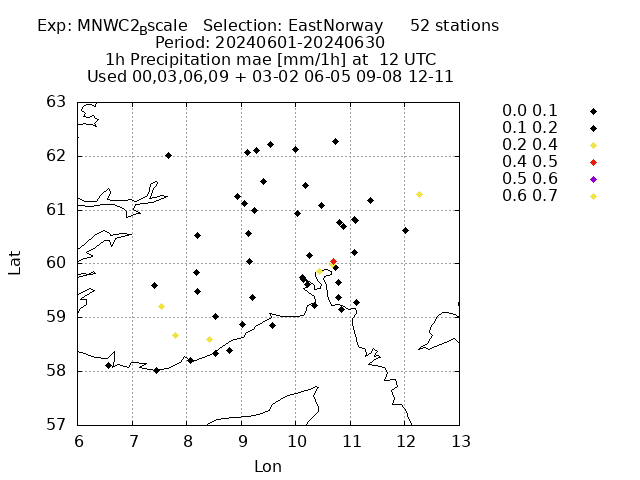 Exp: MNWC2_Bscale Selection: EastNorway 52 stations
Period: 20240601-20240630
1h Precipitation mae [mm/1h] at 12 UTC
Used 00,03,06,09 + 03-02 06-05 09-08 12-11
0.0 0.1
0.1 0.2
0.2 0.4
0.4 0.5
0.5 0.6
0.6 0.7
63
62
61
60
59
58
57
Lat
6 7 8 9 10 11 12 13
Lon